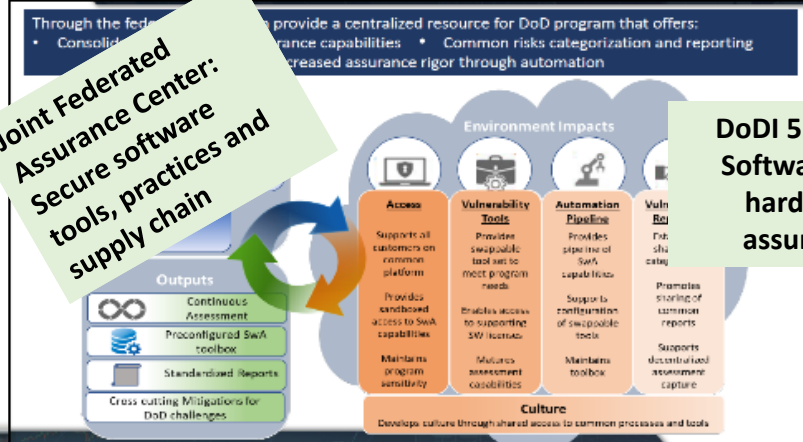 Through the fede provide a centralized resource for DoD program that offers:
• Consolid rance capabilities • Common risks categorization and reporting
creased assurance rigor through automation
Joint Federated
Assurance Center:
Secure software
tools, practices and
supply chain
DoDI 5
Softwa
hard
assur
Environment Impacts
Access
Supports all
customers on
common
platform
Provides
sandboxed
access to SwA
capabilities
Maintains
program
sensitivity
Vulnerability
Tools
Provides
swappable
tool set to
meet program
needs
Enables access
to supporting
SW licenses
Matures
assessment
capabilities
Automation
Pipeline
Provides
pipeline of
SwA
capabilities
Supports
configuration
of swappable
tools
Maintains
toolbox
Vuln
Re
Esta
sha
categ
Promotes
sharing of
common
reports
Supports
decentralized
assessment
capture
Culture
Develops culture through shared access to common processes and tools
Outputs
Continuous
Assessment
Preconfigured SwA
toolbox
Standardized Reports
Cross cutting Mitigations for
DoD challenges